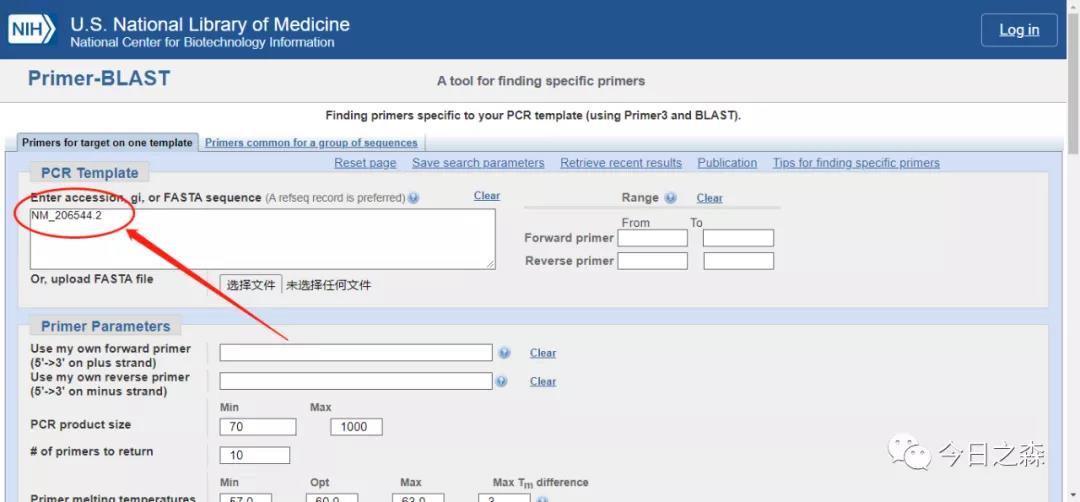 NIH
U.S. National Library of Medicine
National Center for Biotechnology Information
Log in
Primer-BLAST
A tool for finding specific primers
Finding primers specific to your PCR template (using Primer3 and BLAST).
Primers for target on one template
Primers common for a group of sequences
Reset page
Save search parameters
Retrieve recent results
Publication
Tips for finding specific primers
PCR Template
Enter accession, gi, or FASTA sequence (A refseq record is preferred)
Clear
NM_206544.2
Range
Clear
From
To
Forward primer
Reverse primer
Or, upload FASTA file
选择文件 未选择任何文件
Primer Parameters
Use my own forward primer
(5'->3' on plus strand)
Clear
Use my own reverse primer
(5'->3' on minus strand)
Clear
Min
Max
PCR product size
70
1000
# of primers to return
10
Min
Opt
Max
Max Tm difference
Primer melting temperatures
57.0
60.0
63.0
3
今日之森